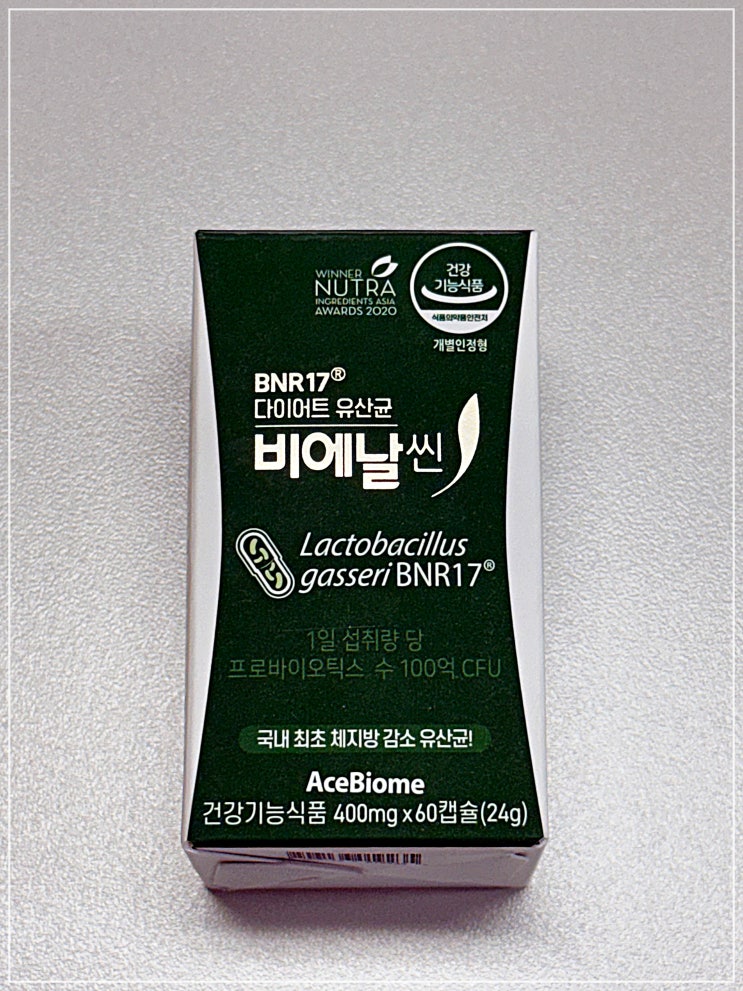 WINNER
NUTRA
INGREDIENTS ASIA
AWARDS 2020
건강
기능식품
식품의약품안전처
개별인정형
BNR17®
다이어트 유산균
비에날씬
Lactobacillus
gasseri BNR17®
1일 섭취량 당
프로바이오틱스 수 100억 CFU
국내 최초 체지방 감소 유산균!
AceBiome
건강기능식품 400mg x 60캡슐(24g)